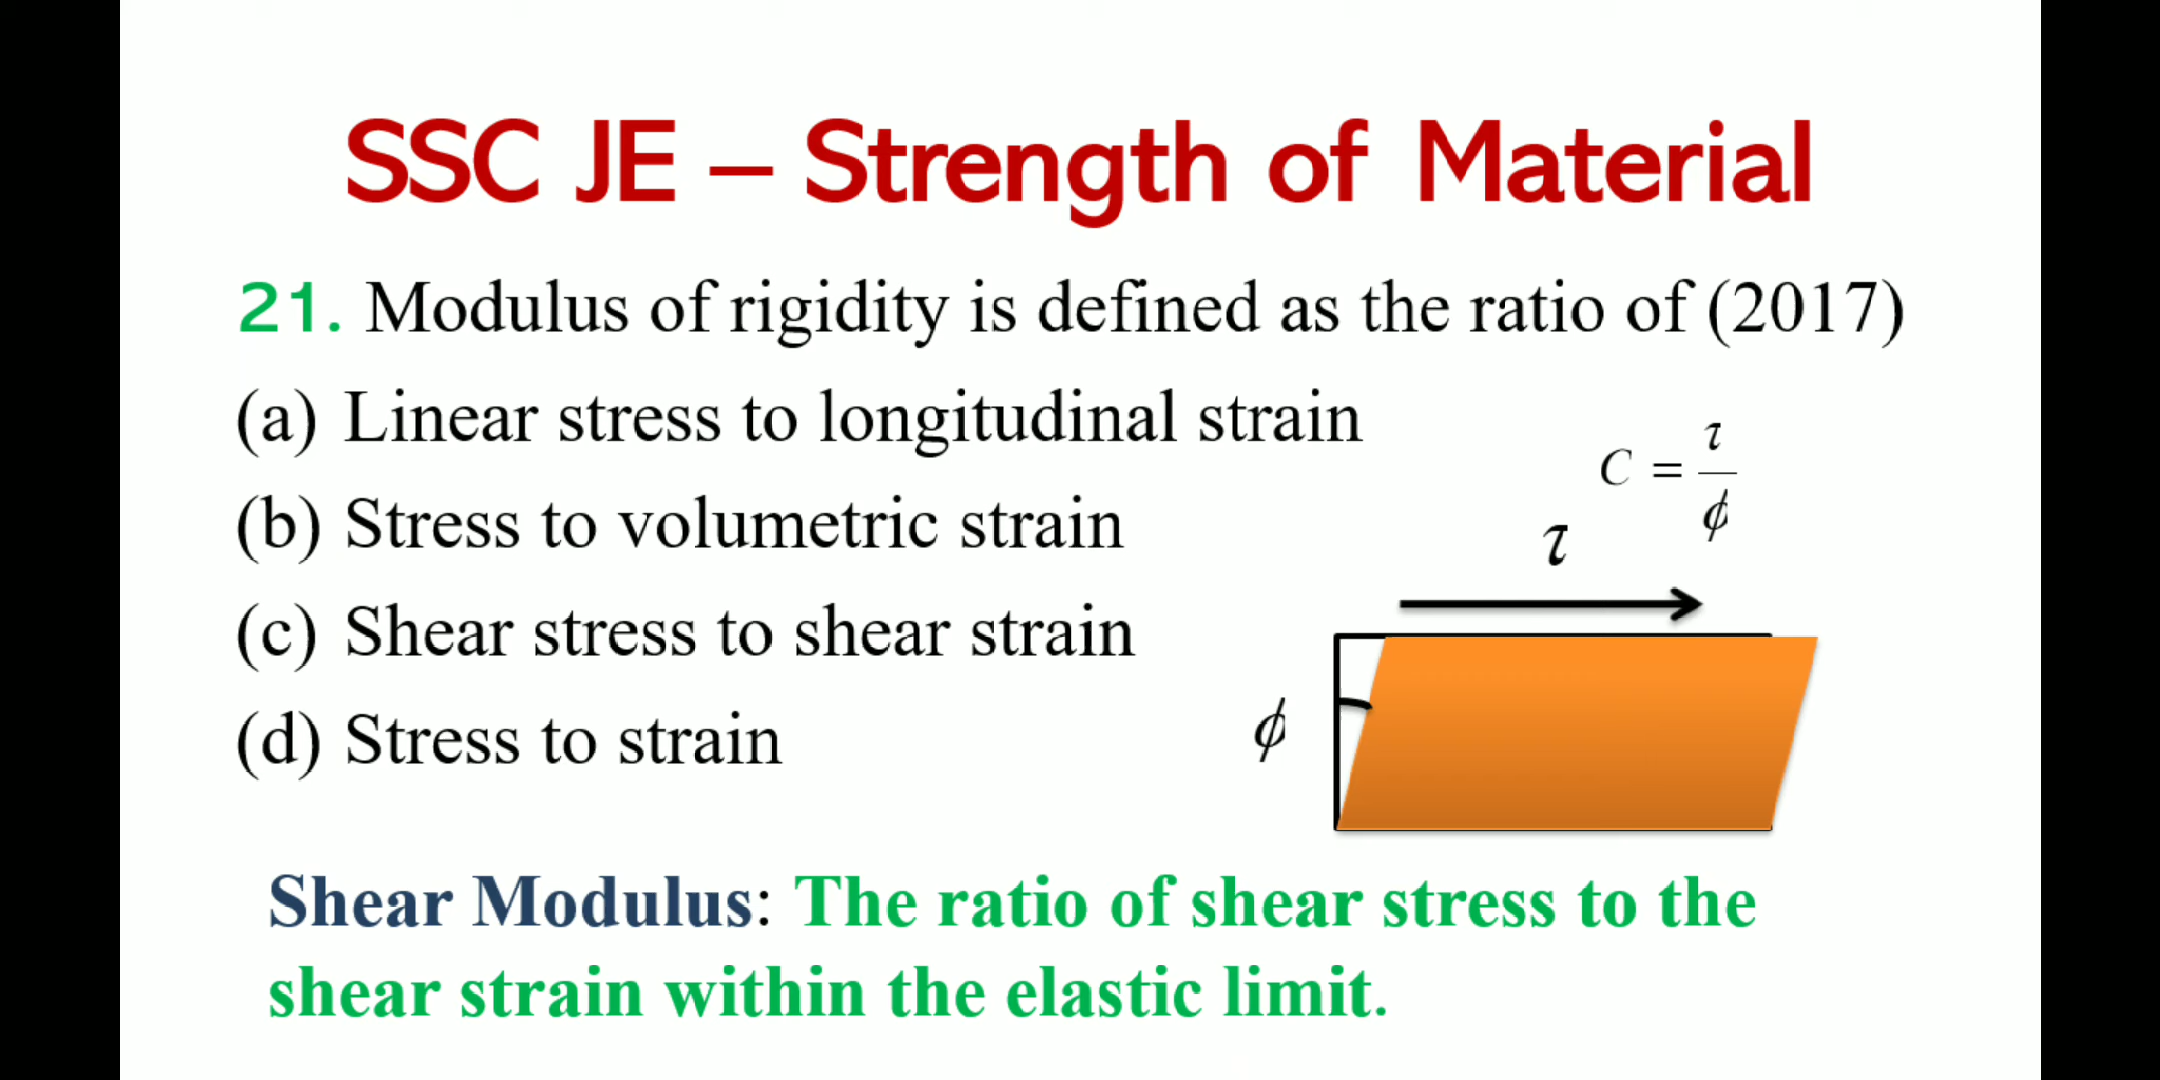 SSC JE – Strength of Material
21. Modulus of rigidity is defined as the ratio of (2017)
(a) Linear stress to longitudinal strain
(b) Stress to volumetric strain
(c) Shear stress to shear strain
(d) Stress to strain
C = τ/ϕ
τ
ϕ
Shear Modulus: The ratio of shear stress to the
shear strain within the elastic limit.